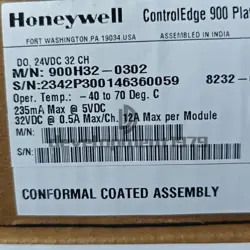 Honeywell
ControlEdge 900 Plat
FORT WASHINGTON, PA 19034 USA
ASSEMBLED IN INDIA
DO, 24VDC 32 CH
M/N: 900H32-0302
S/N:2342P300146360059
8232-
Oper. Temp.: -40 to 70 Deg. C
235mA Max @ 5VDC
32VDC @ 0.5A Max/Ch. 12A Max per Module
M/N
S/N
CONFORMAL COATED ASSEMBLY